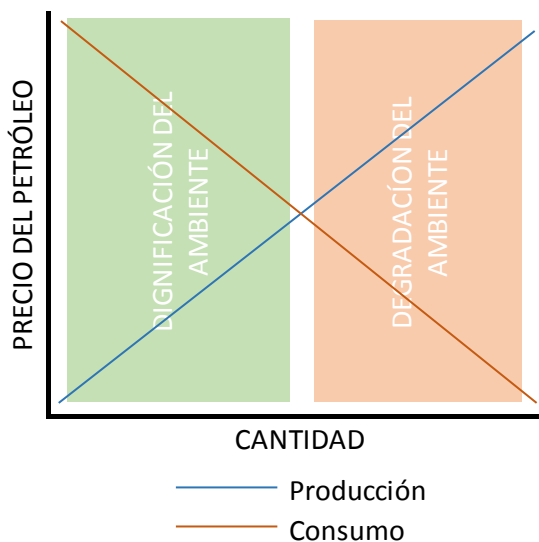 PRECIO DEL PETRÓLEO
DIGNIFICACIÓN DEL
AMBIENTE
DEGRADACÍON DEL
AMBIENTE
CANTIDAD
Producción
Consumo